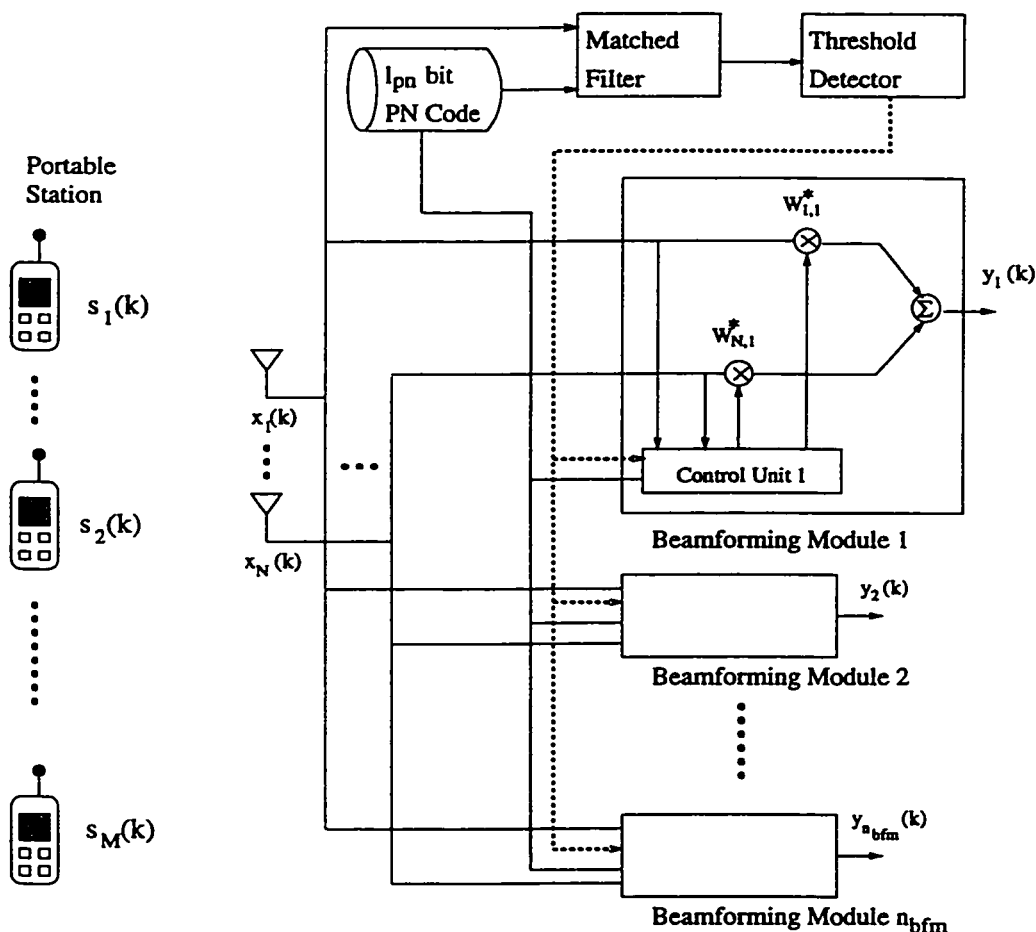 Matched
Filter
Threshold
Detector
l_pn bit
PN Code
Portable
Station
s_1(k)
s_2(k)
s_M(k)
x_1(k)
x_N(k)
W*_1,1
W*_N,1
Σ
y_1(k)
Control Unit 1
Beamforming Module 1
y_2(k)
Beamforming Module 2
y_n_bfm(k)
Beamforming Module n_bfm